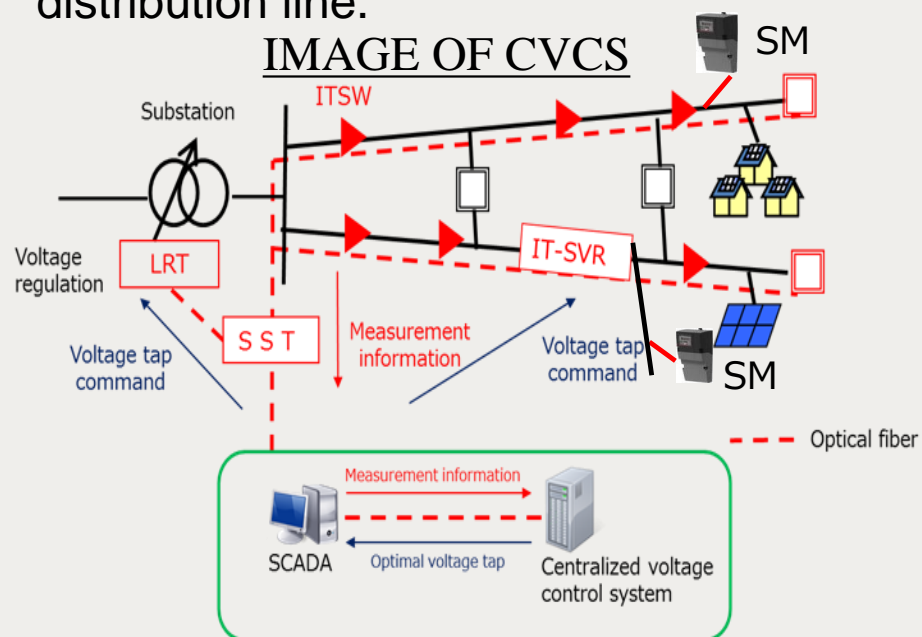 distribution line.
IMAGE OF CVCS
SM
ITSW
Substation
IT-SVR
Voltage
regulation
LRT
S S T
Measurement
information
Voltage tap
command
Voltage tap
command
SM
Optical fiber
Measurement information
SCADA
Optimal voltage tap
Centralized voltage
control system